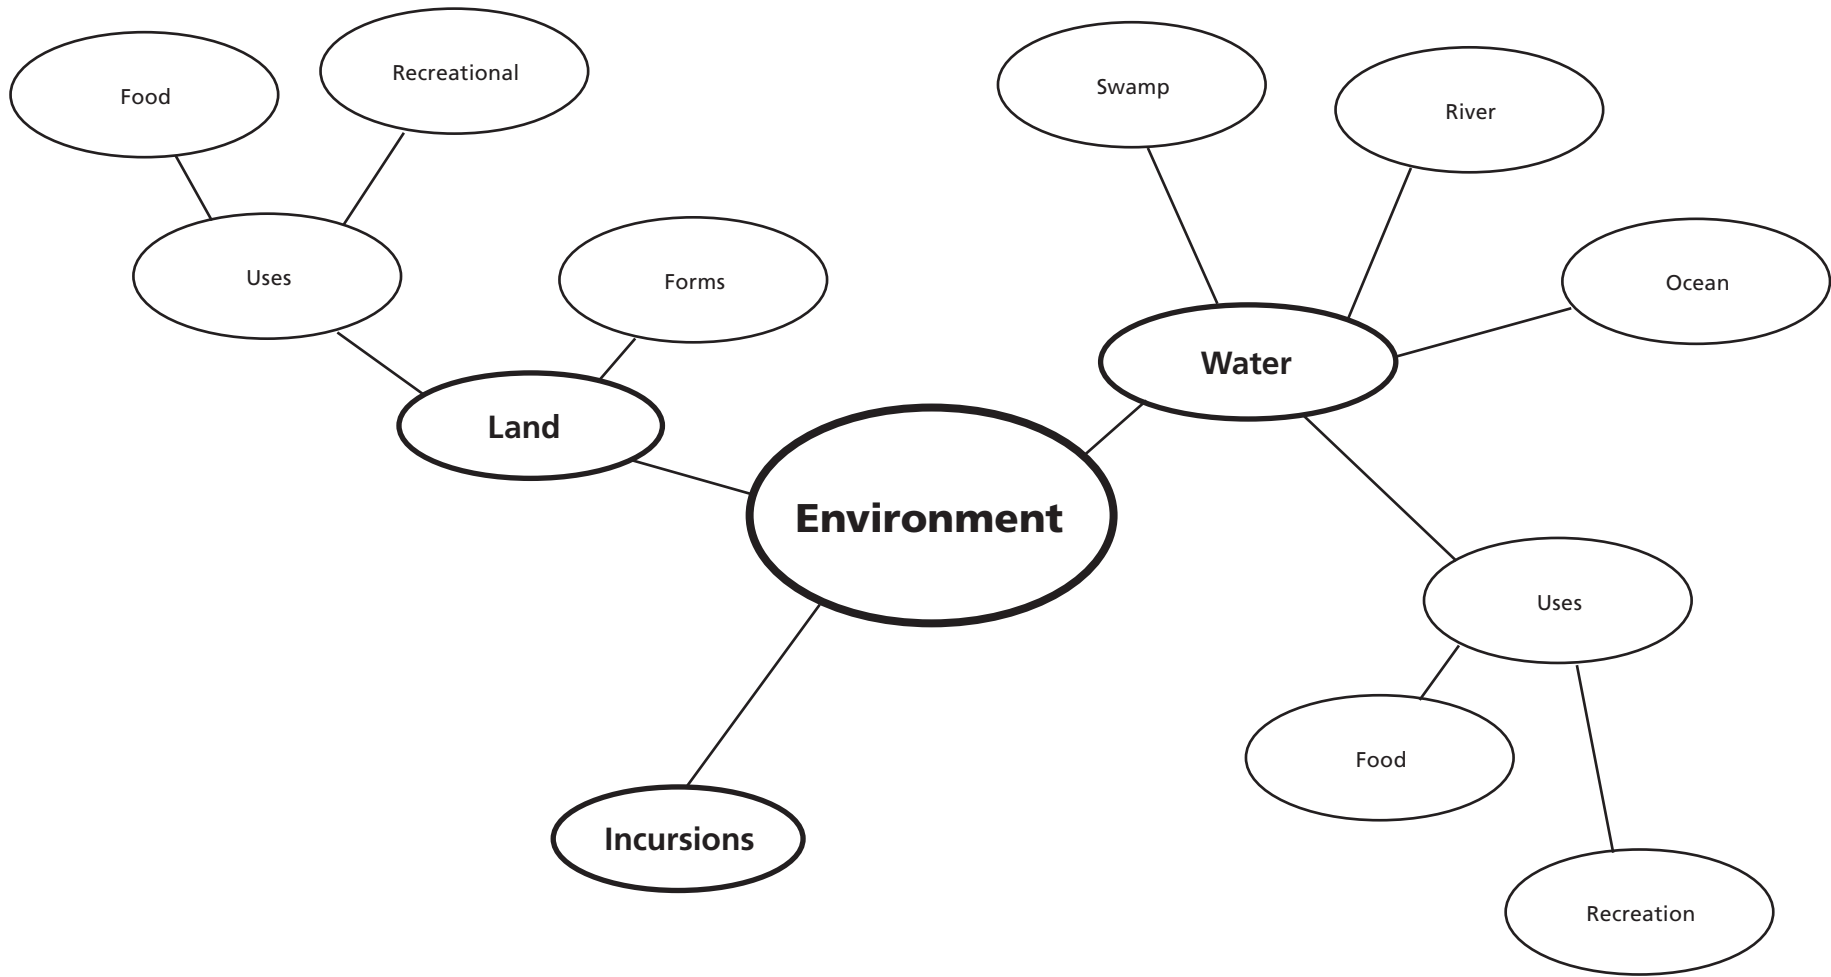 Food
Recreational
Swamp
River
Uses
Forms
Ocean
Water
Land
Environment
Uses
Food
Incursions
Recreation